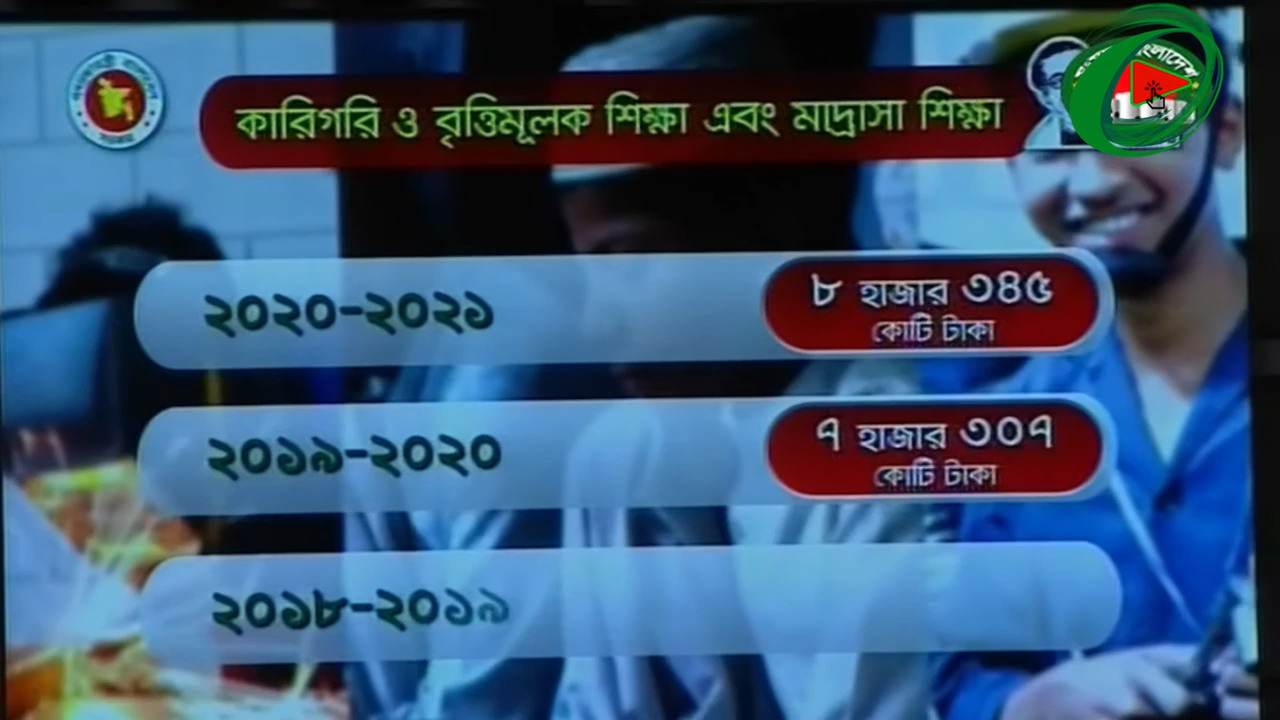 কারিগরি ও বৃত্তিমূলক শিক্ষা এবং মাদ্রাসা শিক্ষা
২০২০-২০২১
৮ হাজার ৩৪৫
কোটি টাকা
২০১৯-২০২০
৭ হাজার ৩০৭
কোটি টাকা
২০১৮-২০১৯